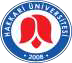 HAKKARİ ÜNİVERSİTESİ
• 2008 •